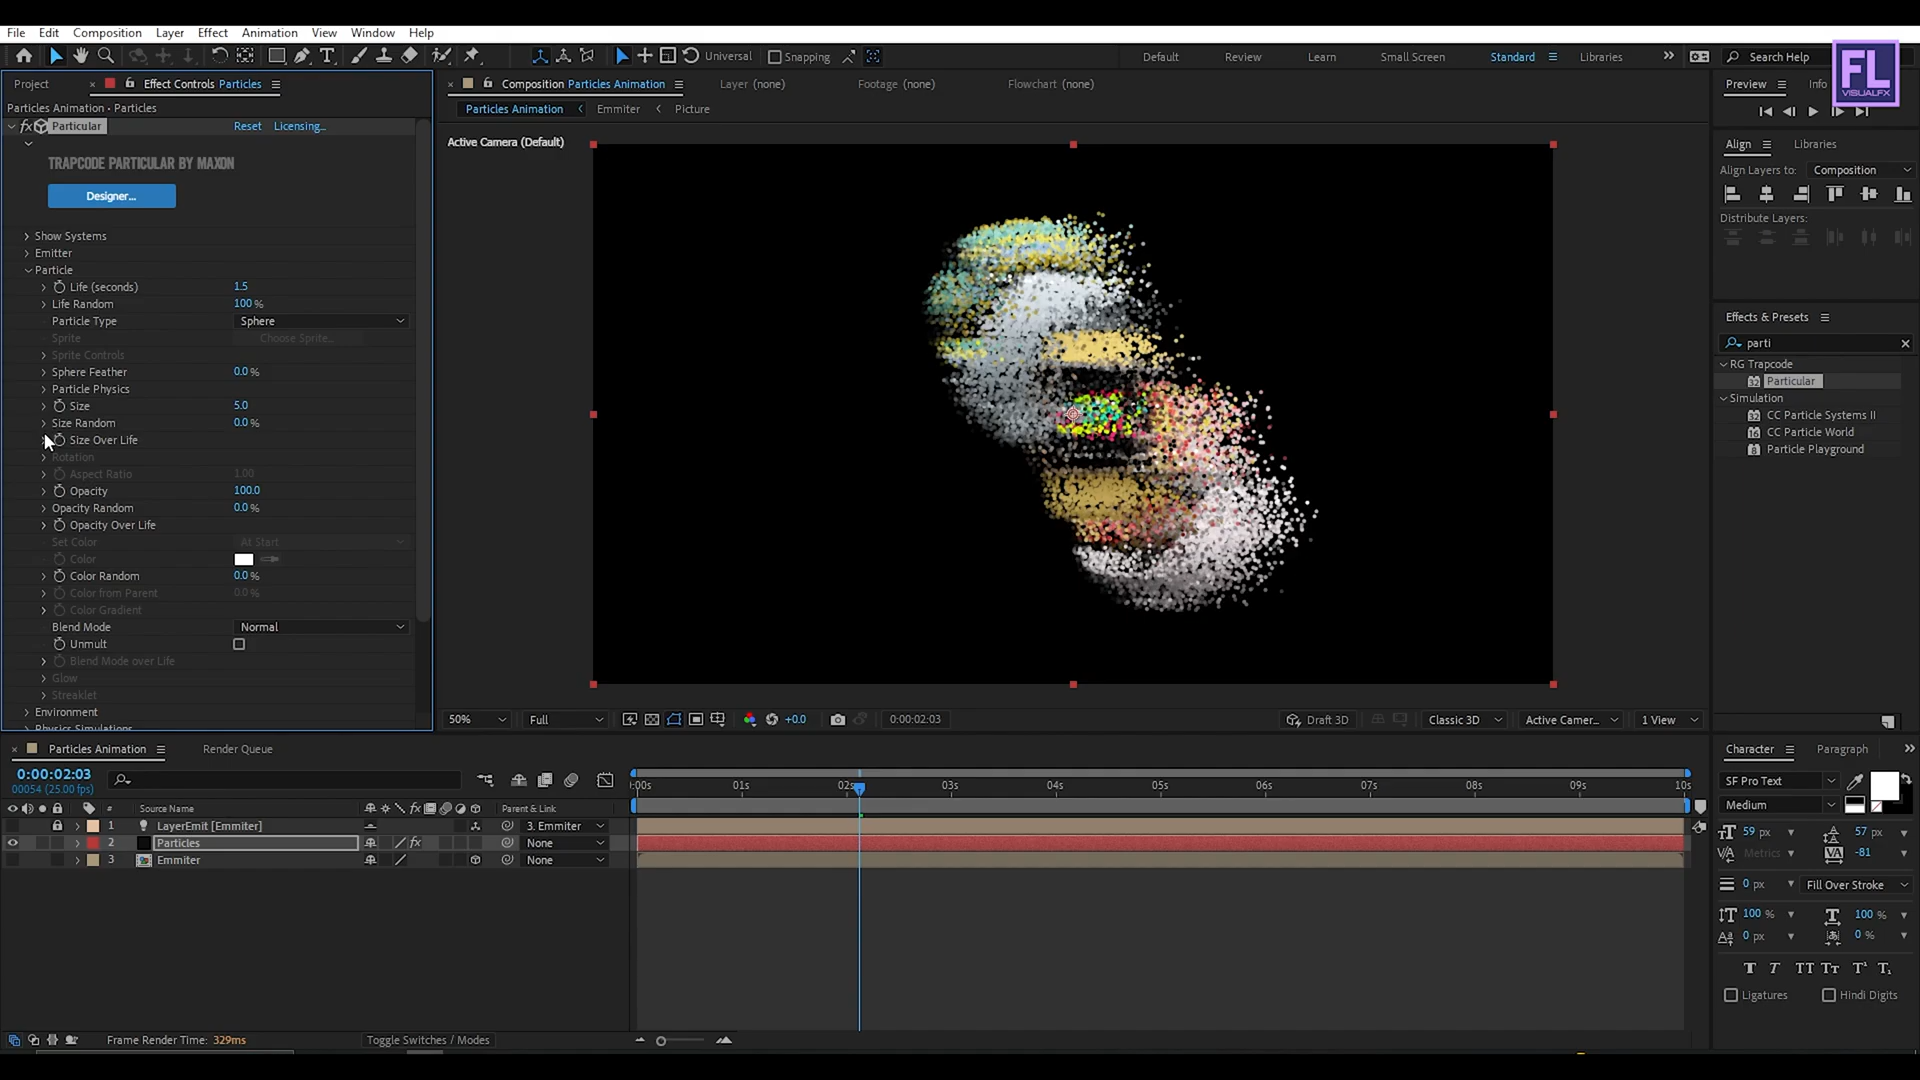 File Edit Composition Layer Effect Animation View Window Help
Universal Snapping Default Review Learn Small Screen Standard Libraries Search Help
FL
VISUALFX
Project Effect Controls Particles
Particles Animation • Particles
fx Particular Reset Licensing...
TRAPCODE PARTICULAR BY MAXON
Designer...
Show Systems
Emitter
Particle
Life (seconds) 1.5
Life Random 100 %
Particle Type Sphere
Sprite Choose Sprite...
Sprite Controls
Sphere Feather 0.0 %
Particle Physics
Size 5.0
Size Random 0.0 %
Size Over Life
Rotation
Aspect Ratio 1.00
Opacity 100.0
Opacity Random 0.0 %
Opacity Over Life
Set Color At Start
Color
Color Random 0.0 %
Color from Parent 0.0 %
Color Gradient
Blend Mode Normal
Unmult
Blend Mode over Life
Glow
Streaklet
Environment
Physics Simulations
Composition Particles Animation Layer (none) Footage (none) Flowchart (none)
Particles Animation Emmiter Picture
Active Camera (Default)
50% Full +0.0 0:00:02:03 Draft 3D Classic 3D Active Camer... 1 View
Preview Info
Align Libraries
Align Layers to: Composition
Distribute Layers:
Effects & Presets
parti
RG Trapcode
Particular
Simulation
CC Particle Systems II
CC Particle World
Particle Playground
Particles Animation Render Queue
0:00:02:03
00054 (25.00 fps)
:00s 01s 02s 03s 04s 05s 06s 07s 08s 09s 10s
# Source Name fx Parent & Link
1 LayerEmit [Emmiter] 3. Emmiter
2 Particles fx None
3 Emmiter None
Frame Render Time: 329ms Toggle Switches / Modes
Character Paragraph
SF Pro Text
Medium
59 px 57 px
Metrics -81
0 px Fill Over Stroke
100 % 100 %
0 px 0 %
T T TT Tт T¹ T₁
Ligatures Hindi Digits